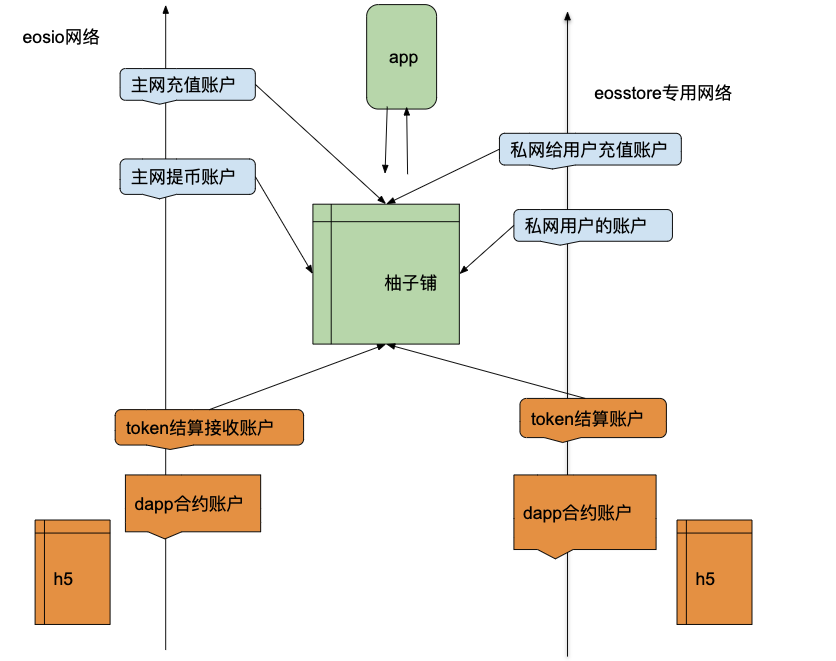 eosio网络
app
主网充值账户
eosstore专用网络
私网给用户充值账户
主网提币账户
私网用户的账户
柚子铺
token结算接收账户
token结算账户
dapp合约账户
dapp合约账户
h5
h5